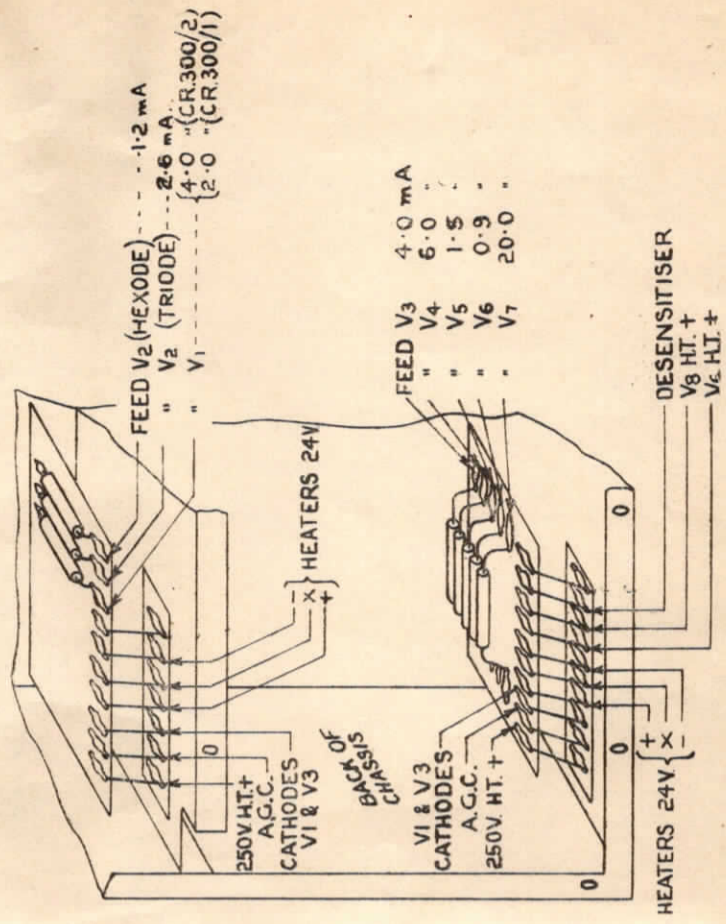 FEED V2 (HEXODE) ---- 1·2 mA
" V2 (TRIODE) ---- 2·6 mA
" V1 -------- {4·0 " (CR.300/2)
{2·0 " (CR.300/1)
- x + } HEATERS 24V.
250V. H.T.+
A.G.C.
CATHODES
V1 & V3
BACK OF
CHASSIS
V1 & V3
CATHODES
A.G.C.
250V. H.T. +
FEED V3 4·0 mA
" V4 6·0 "
" V5 1·5 "
" V6 0·9 "
" V7 20·0 "
HEATERS 24V. { + x -
DESENSITISER
V8 H.T. +
V6 H.T. ±